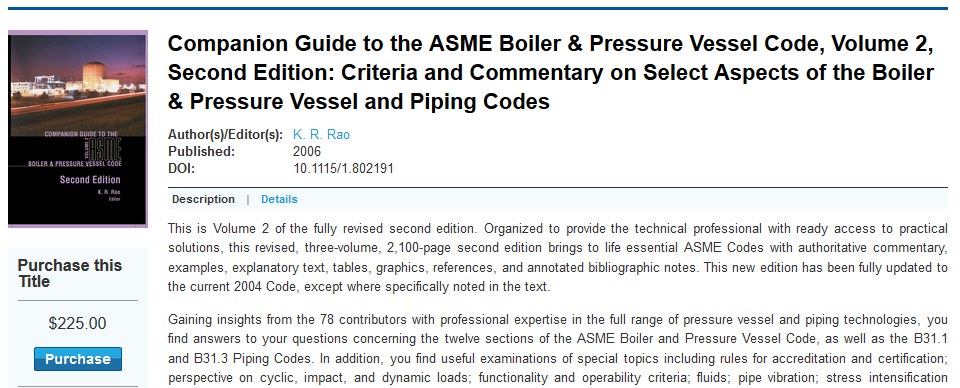 Companion Guide to the ASME Boiler & Pressure Vessel Code, Volume 2,
Second Edition: Criteria and Commentary on Select Aspects of the Boiler
& Pressure Vessel and Piping Codes
Author(s)/Editor(s): K. R. Rao
Published: 2006
DOI: 10.1115/1.802191
COMPANION GUIDE TO THE
VOLUME 2
ASME
BOILER & PRESSURE VESSEL CODE
Second Edition
K. R. Rao
Editor
Description | Details
This is Volume 2 of the fully revised second edition. Organized to provide the technical professional with ready access to practical
solutions, this revised, three-volume, 2,100-page second edition brings to life essential ASME Codes with authoritative commentary,
examples, explanatory text, tables, graphics, references, and annotated bibliographic notes. This new edition has been fully updated to
the current 2004 Code, except where specifically noted in the text.
Gaining insights from the 78 contributors with professional expertise in the full range of pressure vessel and piping technologies, you
find answers to your questions concerning the twelve sections of the ASME Boiler and Pressure Vessel Code, as well as the B31.1
and B31.3 Piping Codes. In addition, you find useful examinations of special topics including rules for accreditation and certification;
perspective on cyclic, impact, and dynamic loads; functionality and operability criteria; fluids; pipe vibration; stress intensification
Purchase this
Title
$225.00
Purchase